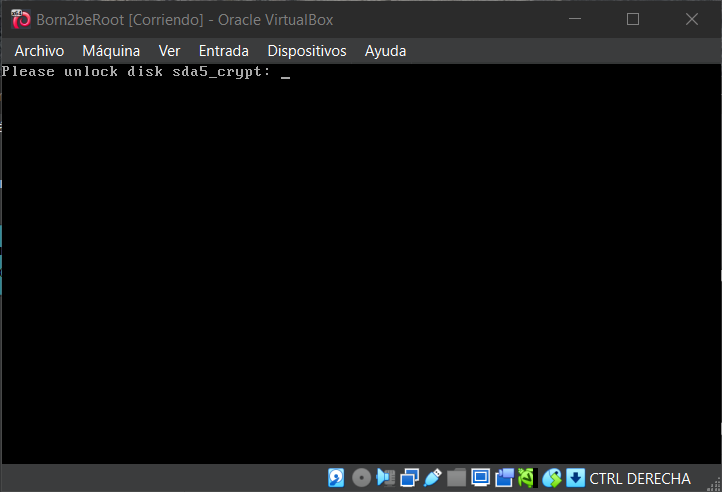 Born2beRoot [Corriendo] - Oracle VirtualBox
Archivo Máquina Ver Entrada Dispositivos Ayuda
Please unlock disk sda5_crypt: _
CTRL DERECHA